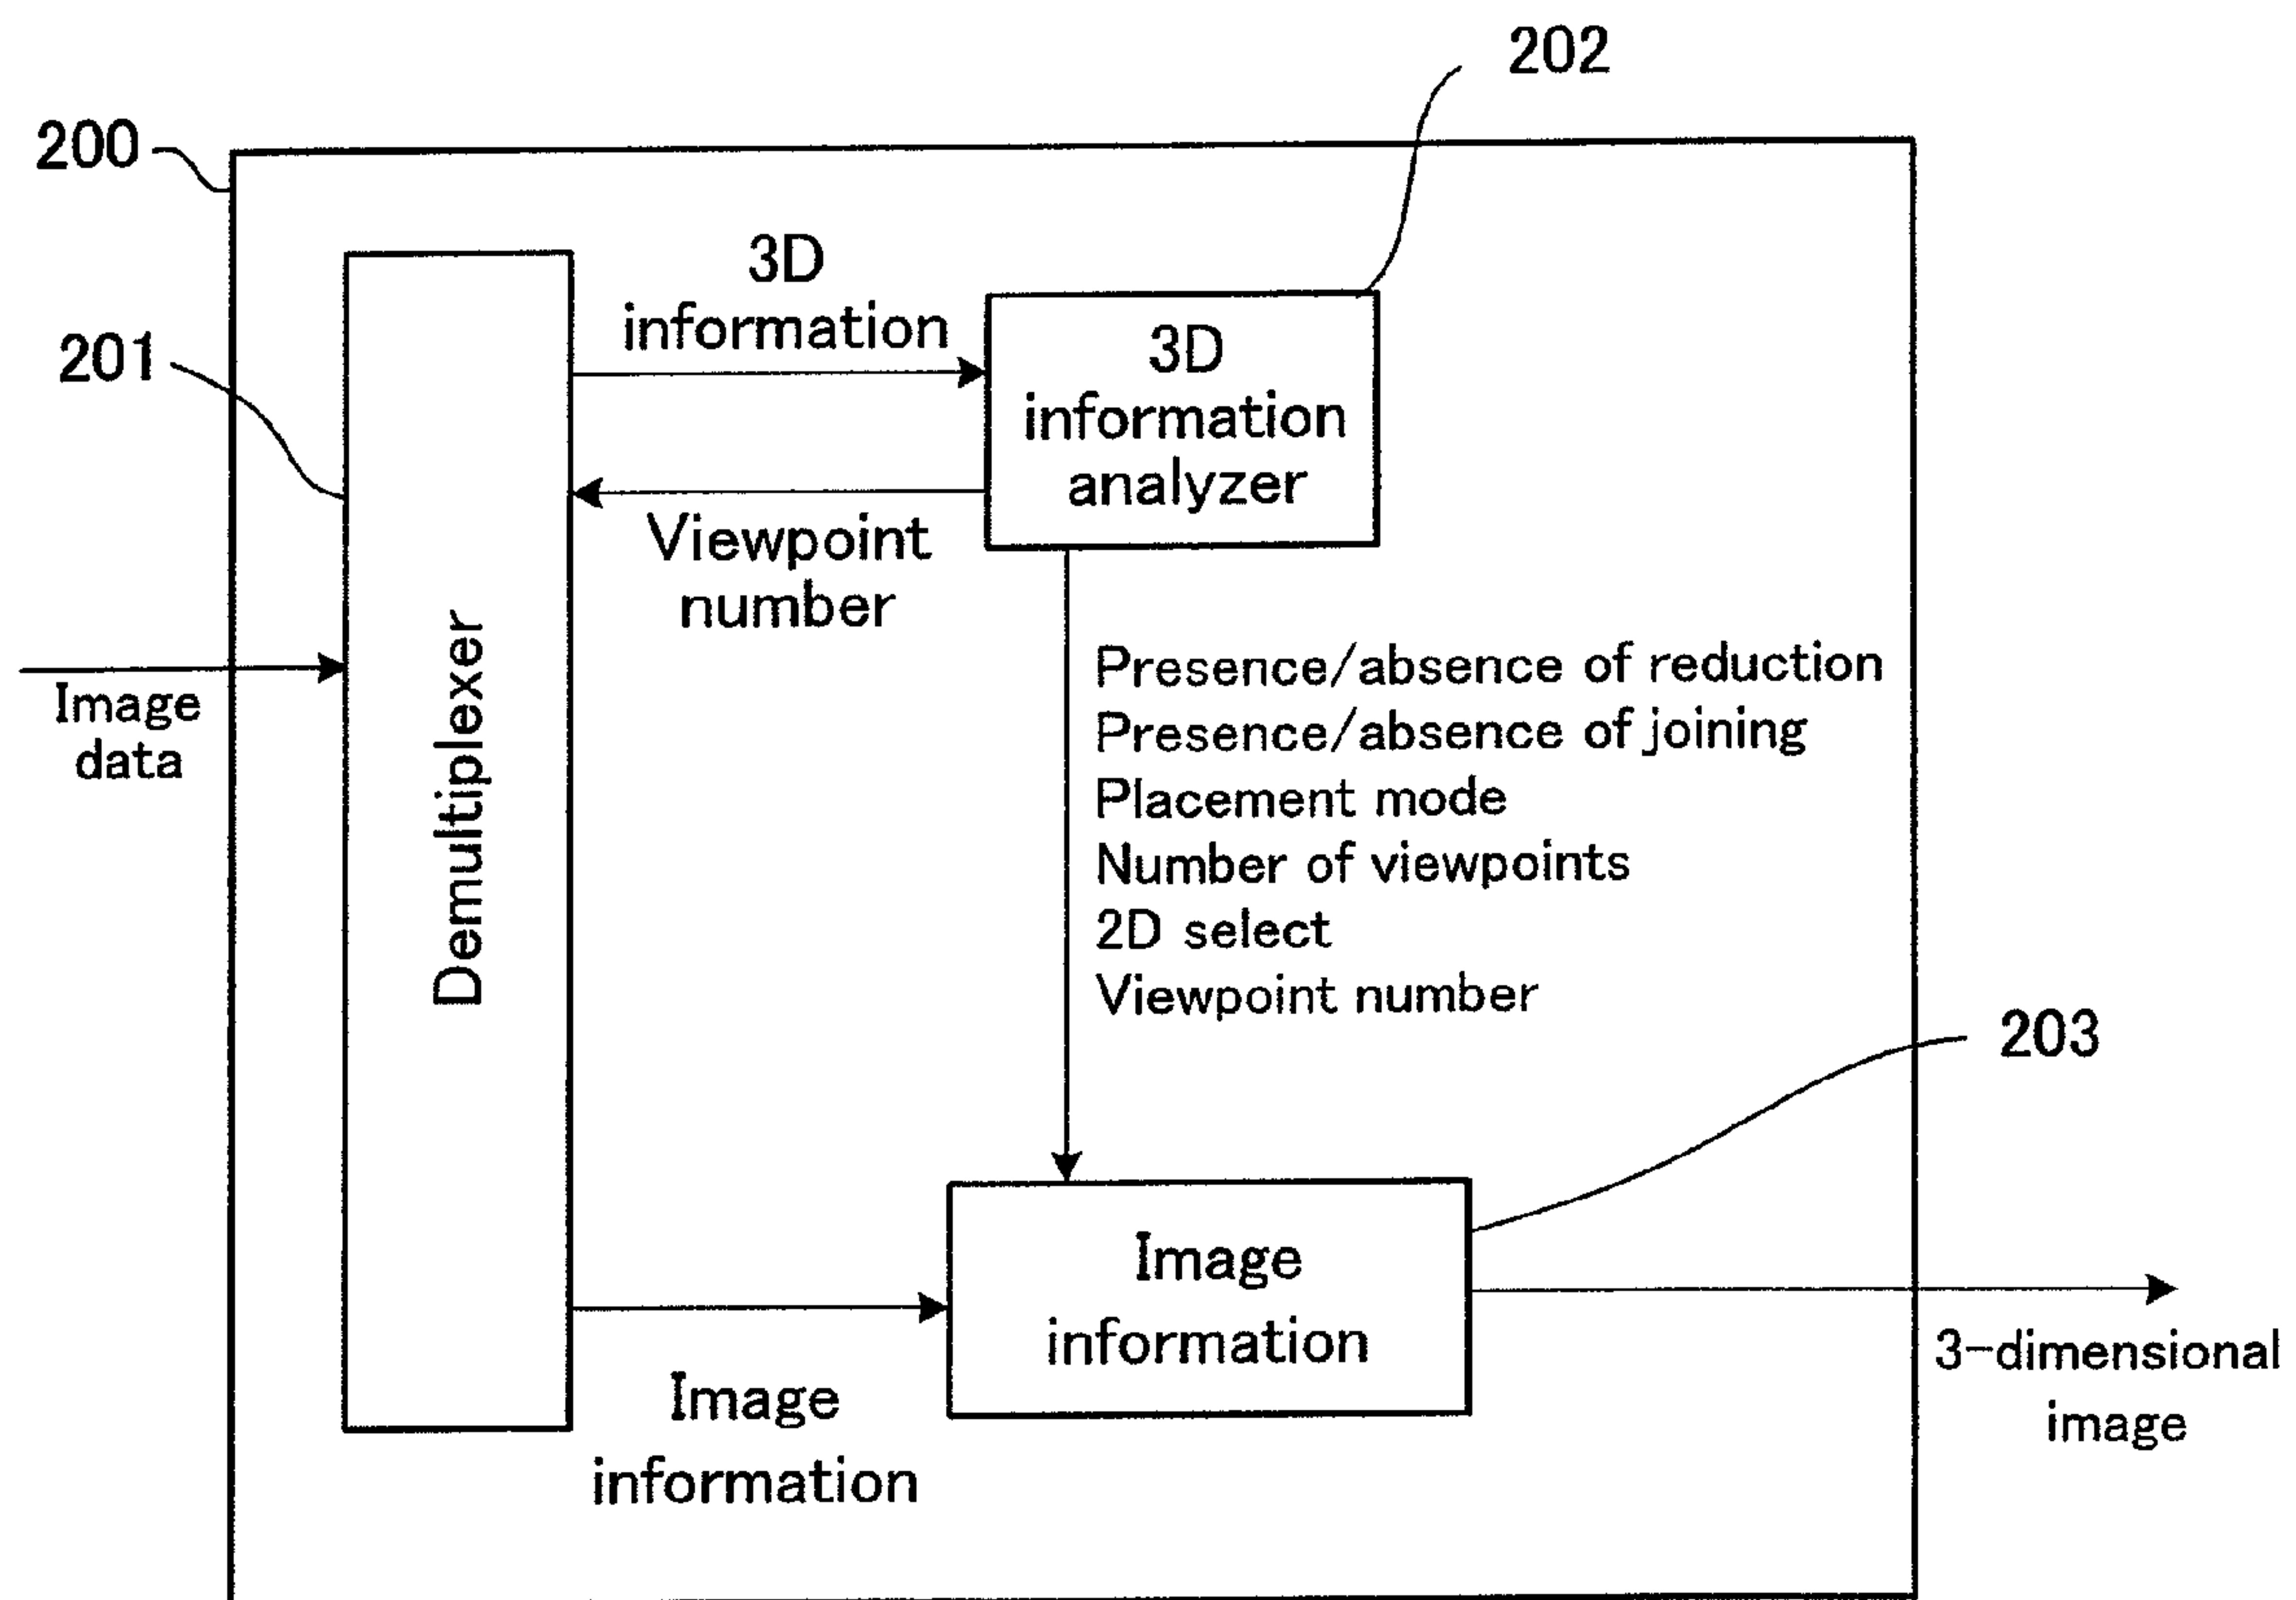 202
200
3D
information
201
3D
information
analyzer
Viewpoint
number
Image
data
Demultiplexer
Presence/absence of reduction
Presence/absence of joining
Placement mode
Number of viewpoints
2D select
Viewpoint number
203
Image
information
3-dimensional
image
Image
information